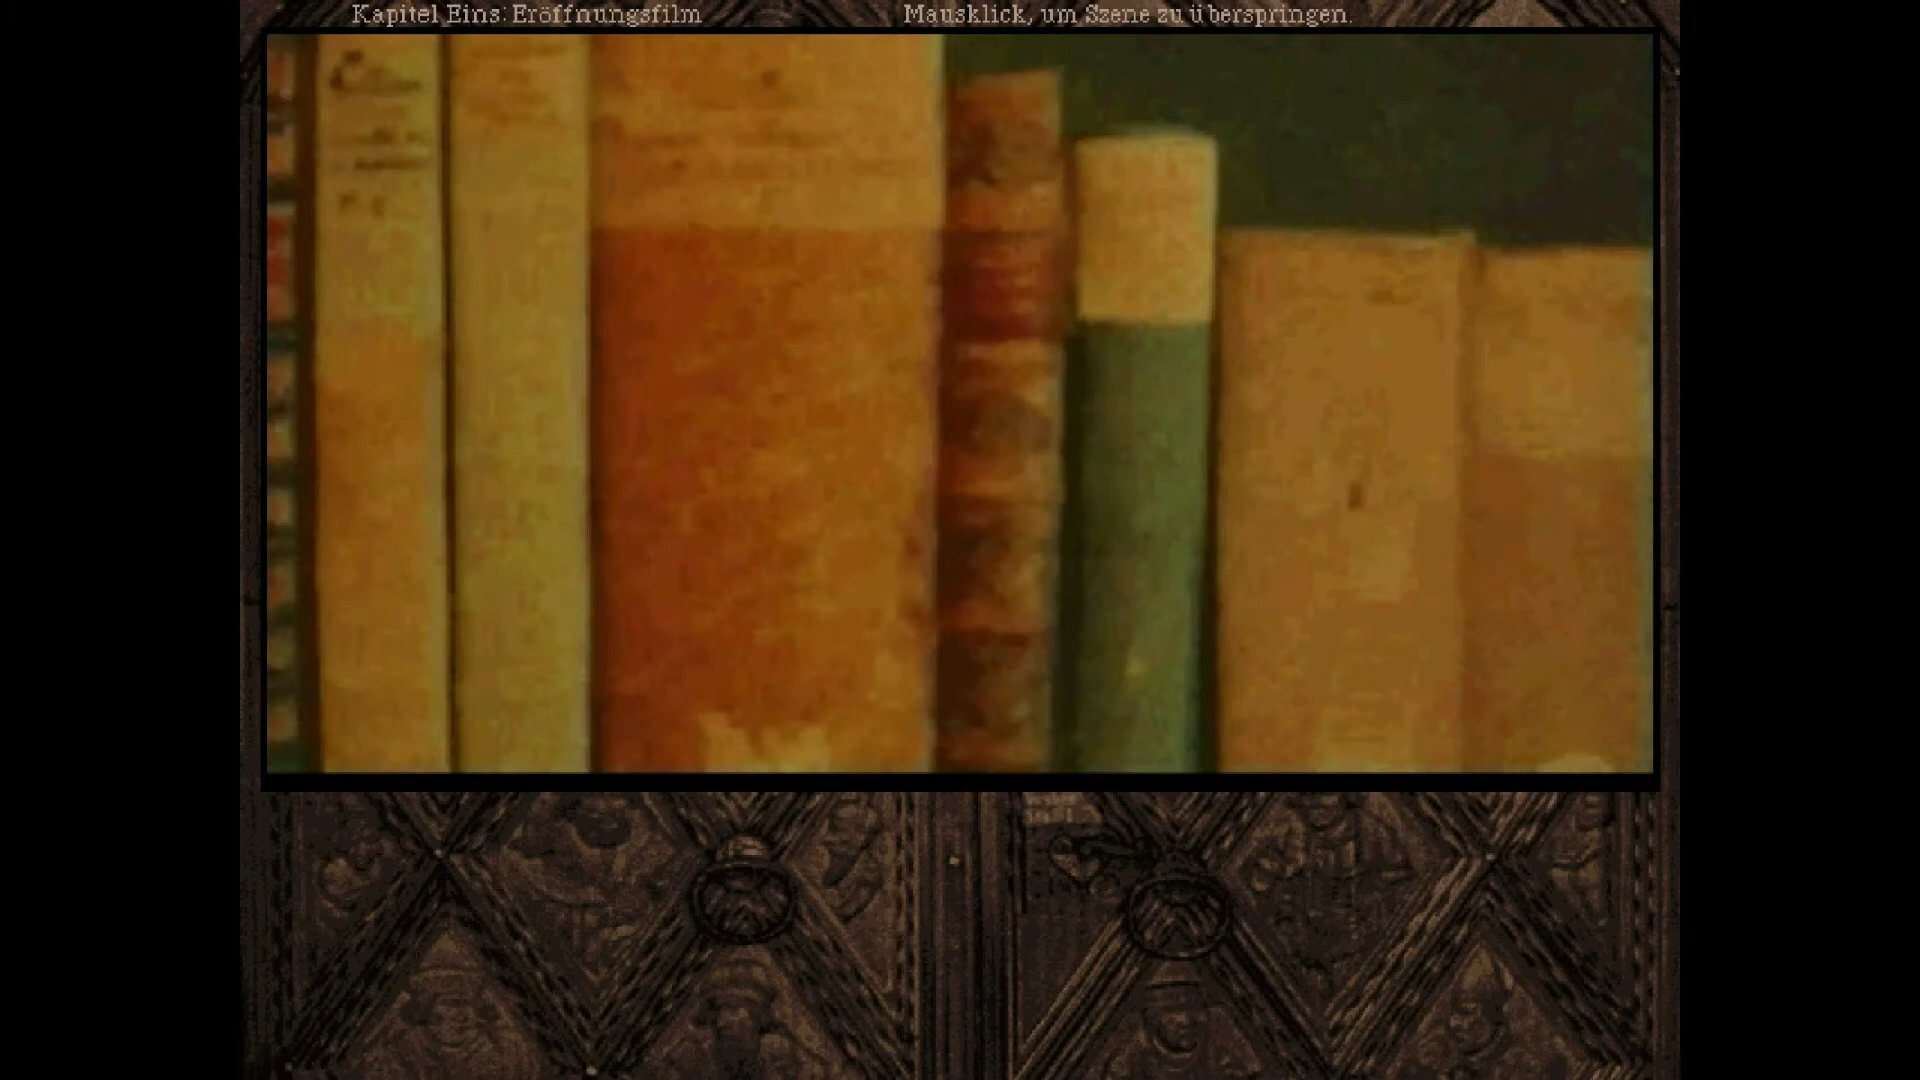 Kapitel Eins: Eröffnungsfilm
Mausklick, um Szene zu überspringen.